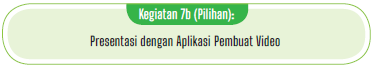 Kegiatan 7b (Pilihan):
Presentasi dengan Aplikasi Pembuat Video